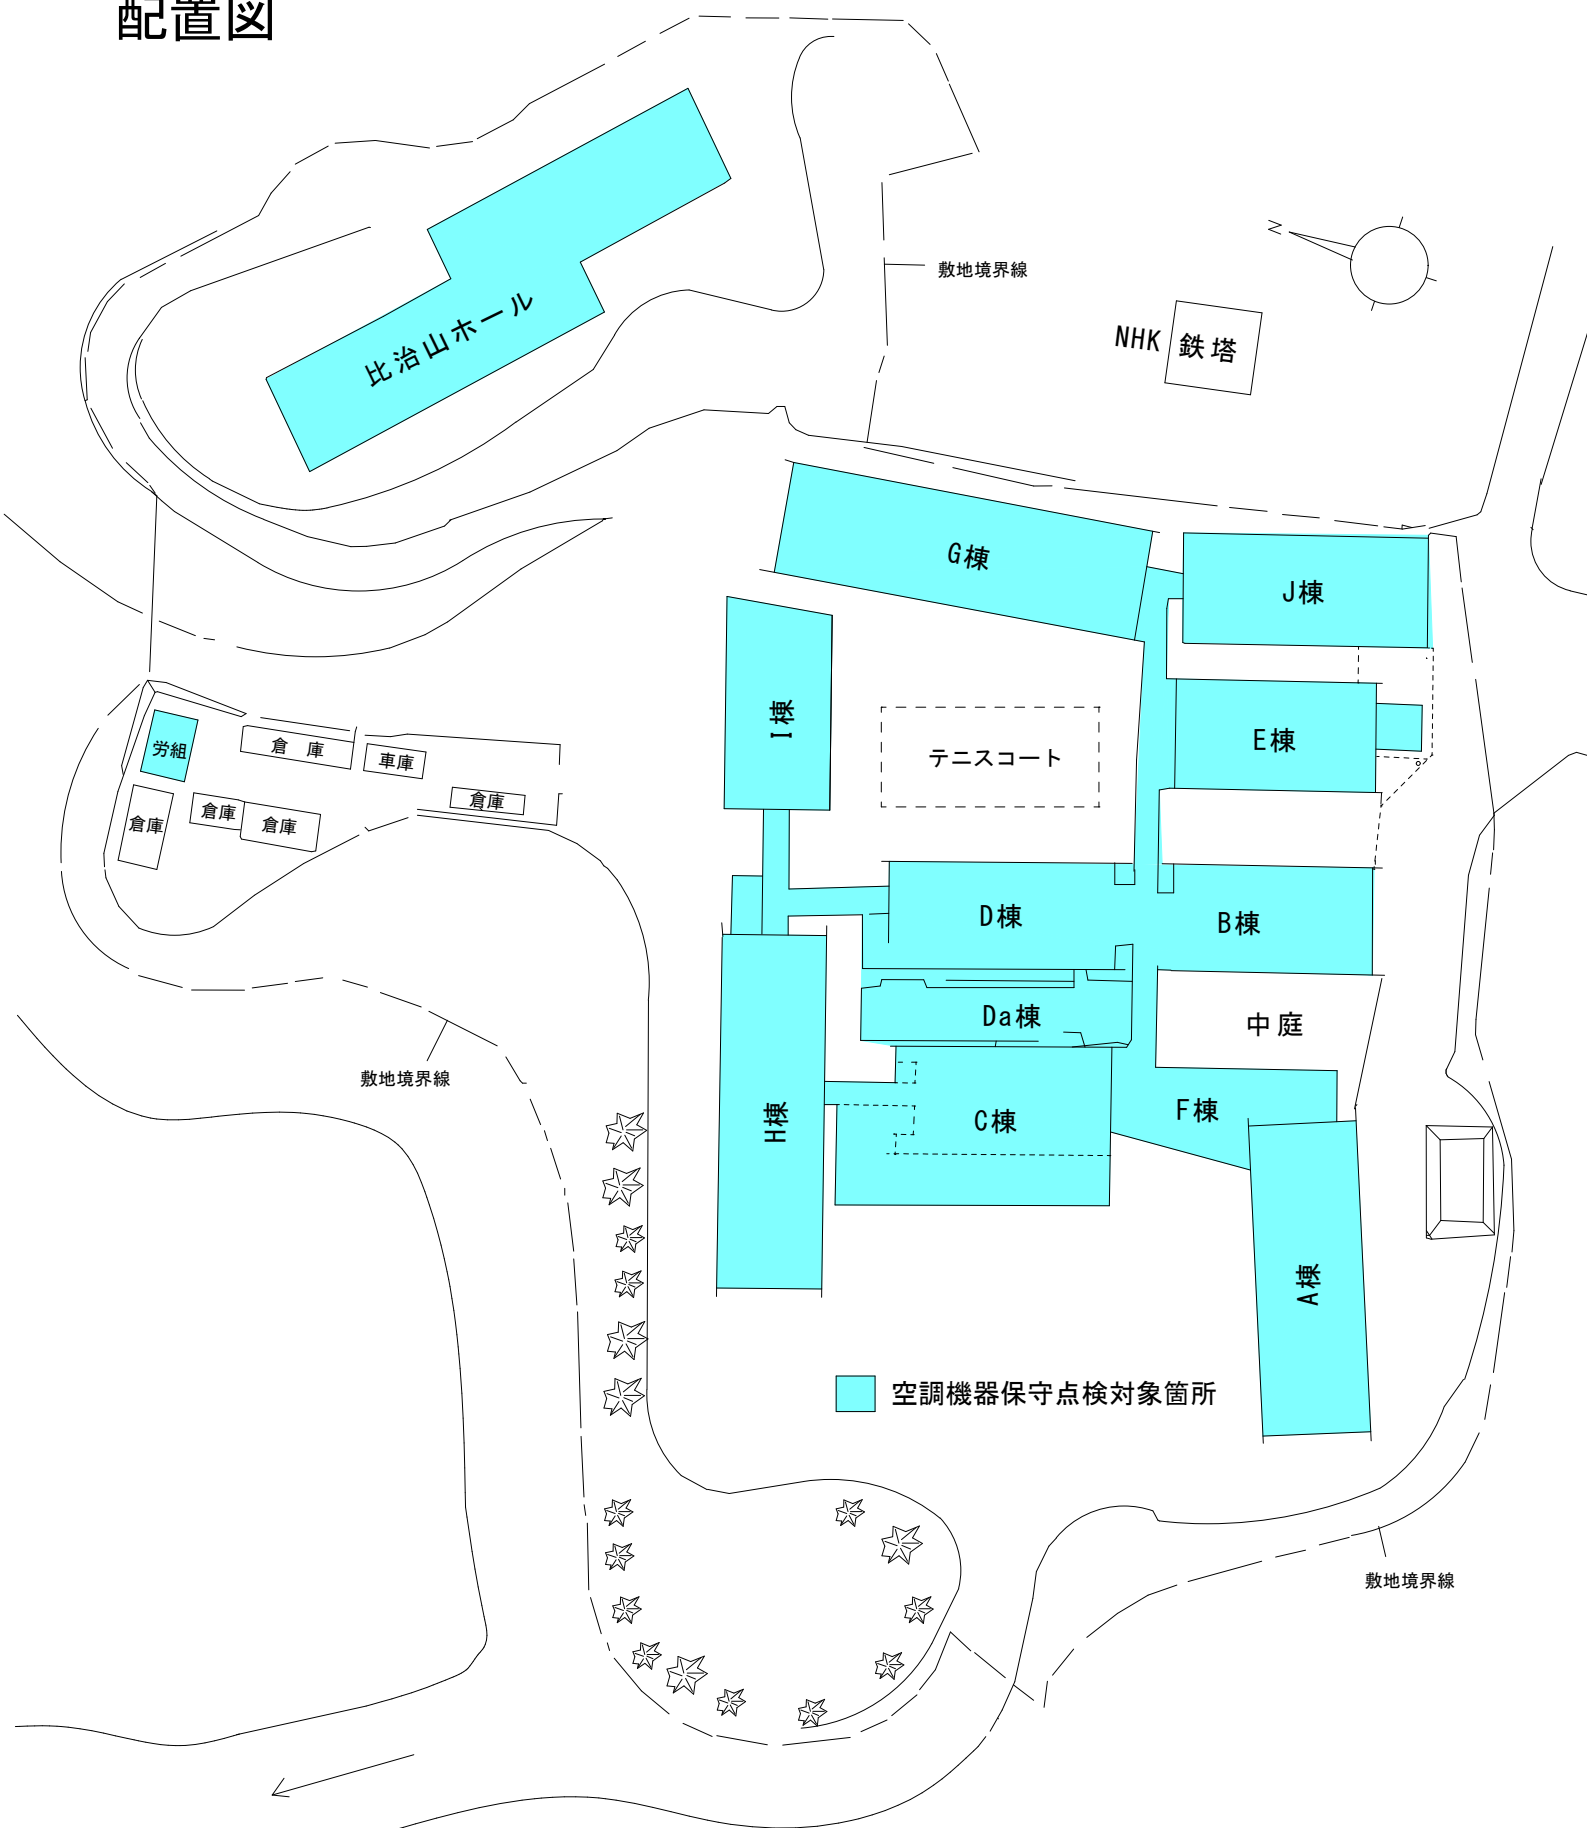 配置図
N
敷地境界線
NHK 鉄塔
比治山ホール
G棟
J棟
I棟
E棟
テニスコート
労組
倉 庫
車庫
倉庫
倉庫
倉庫
倉庫
D棟
B棟
Da棟
中庭
敷地境界線
H棟
C棟
F棟
A棟
空調機器保守点検対象箇所
敷地境界線